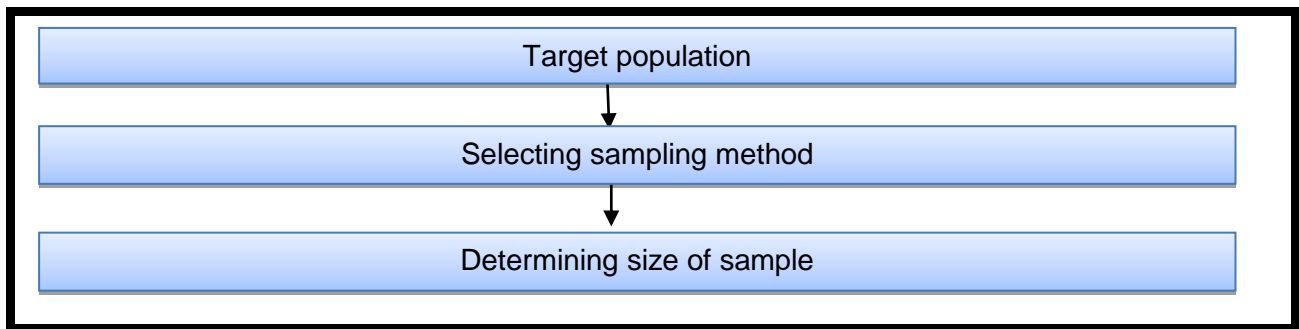 Target population
Selecting sampling method
Determining size of sample